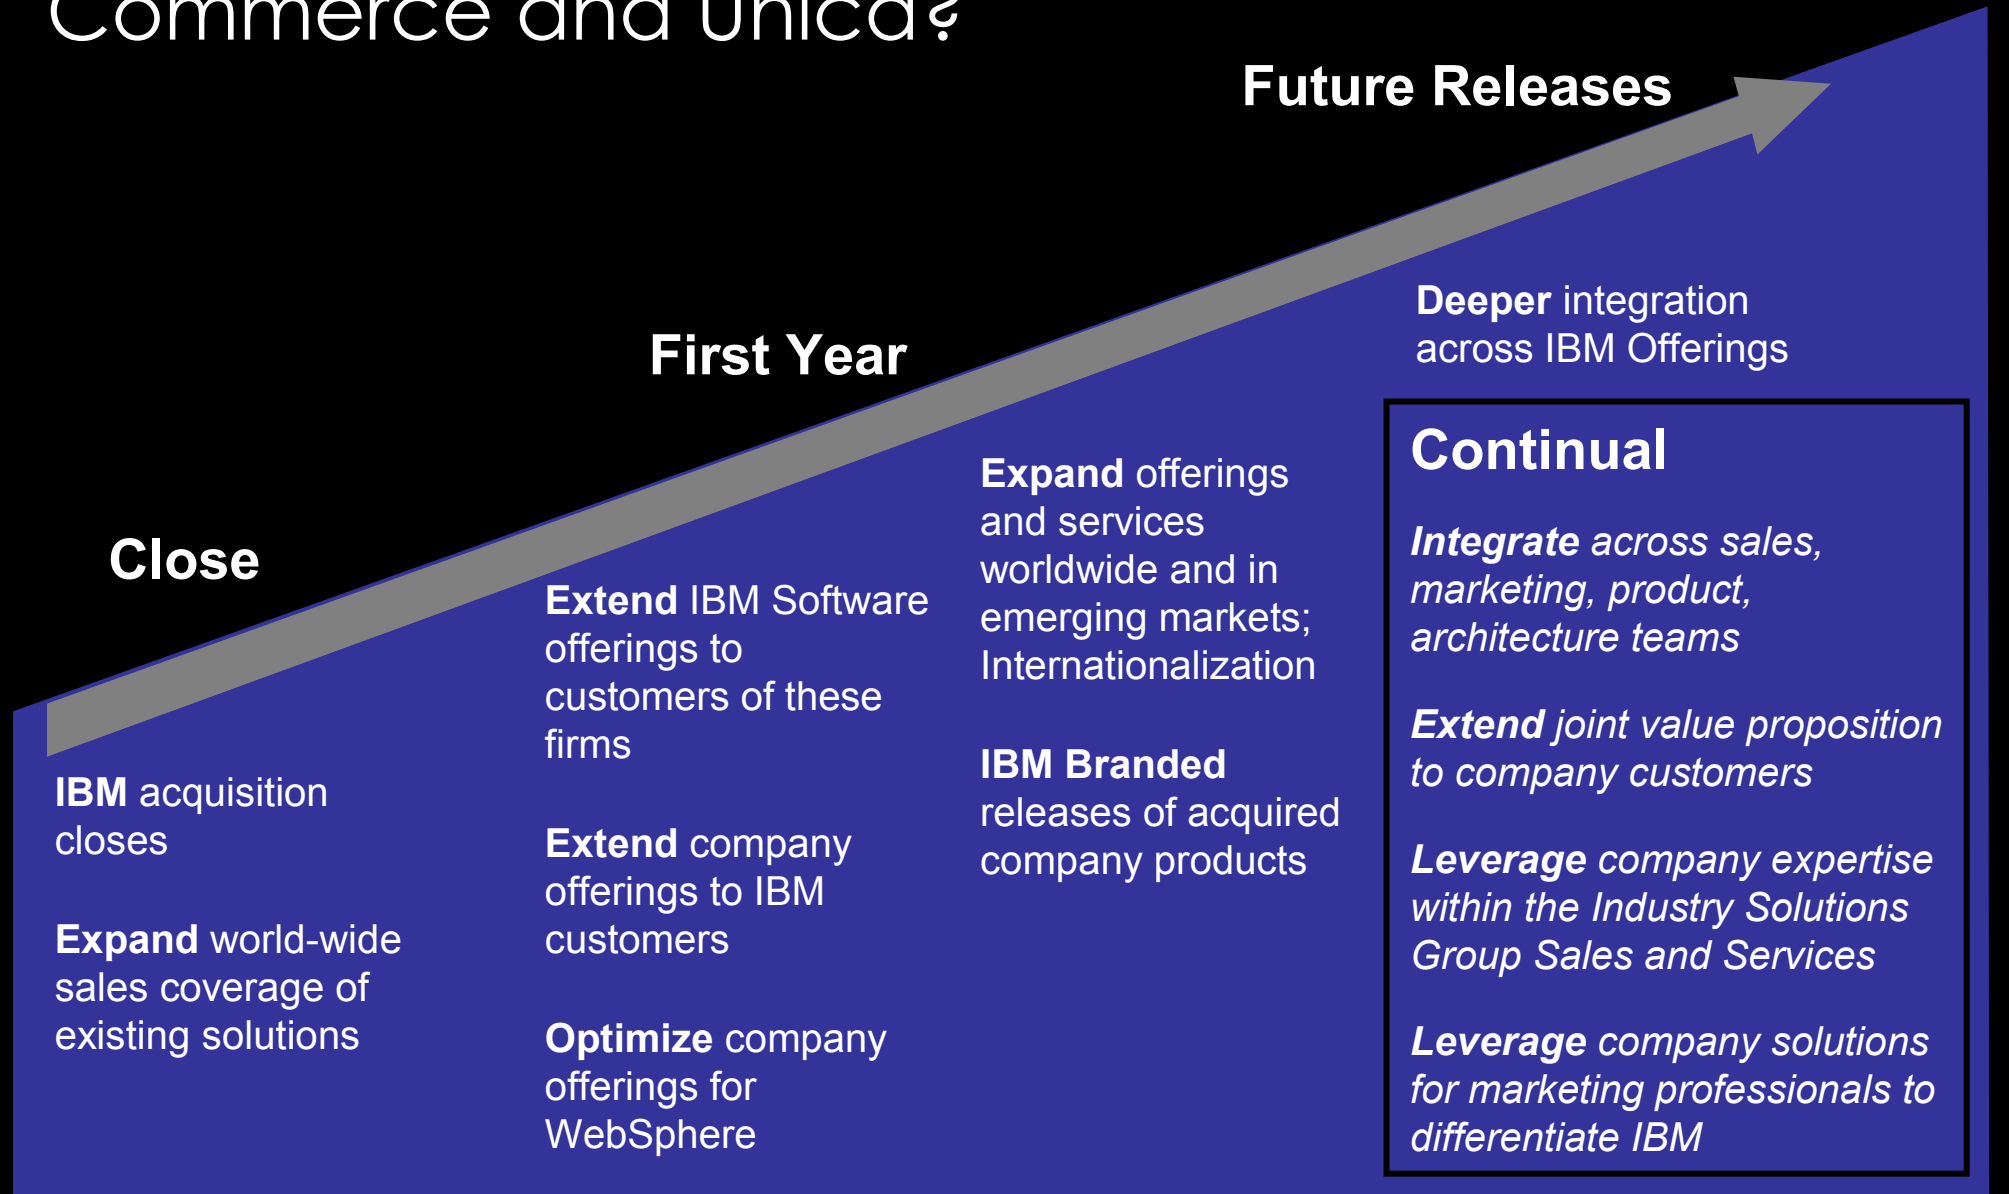 Commerce and Unica?
Future Releases
First Year
Close
IBM acquisition
closes
Expand world-wide
sales coverage of
existing solutions
Extend IBM Software
offerings to
customers of these
firms
Extend company
offerings to IBM
customers
Optimize company
offerings for
WebSphere
Expand offerings
and services
worldwide and in
emerging markets;
Internationalization
IBM Branded
releases of acquired
company products
Deeper integration
across IBM Offerings
Continual
Integrate across sales,
marketing, product,
architecture teams
Extend joint value proposition
to company customers
Leverage company expertise
within the Industry Solutions
Group Sales and Services
Leverage company solutions
for marketing professionals to
differentiate IBM